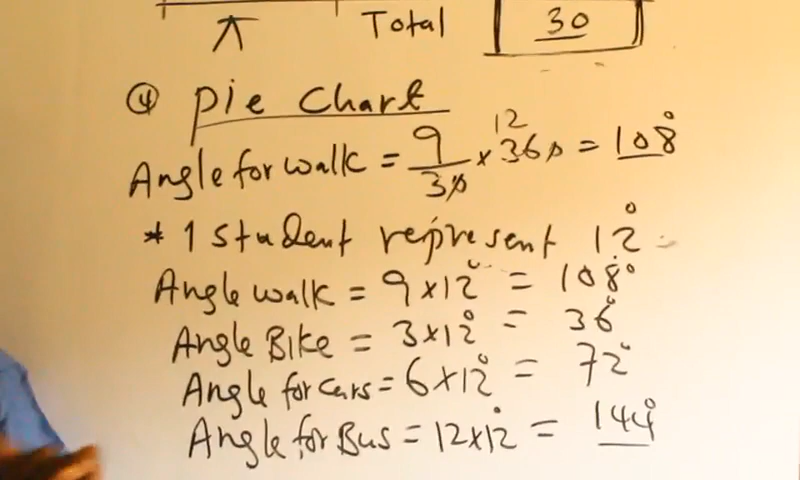 Total 30
④ Pie Chart
Angle for walk = 9/30 × 360 12 = 108°
* 1 student represent 12°
Angle walk = 9×12° = 108°
Angle Bike = 3×12° = 36°
Angle for cars = 6×12° = 72°
Angle for Bus = 12×12° = 144°